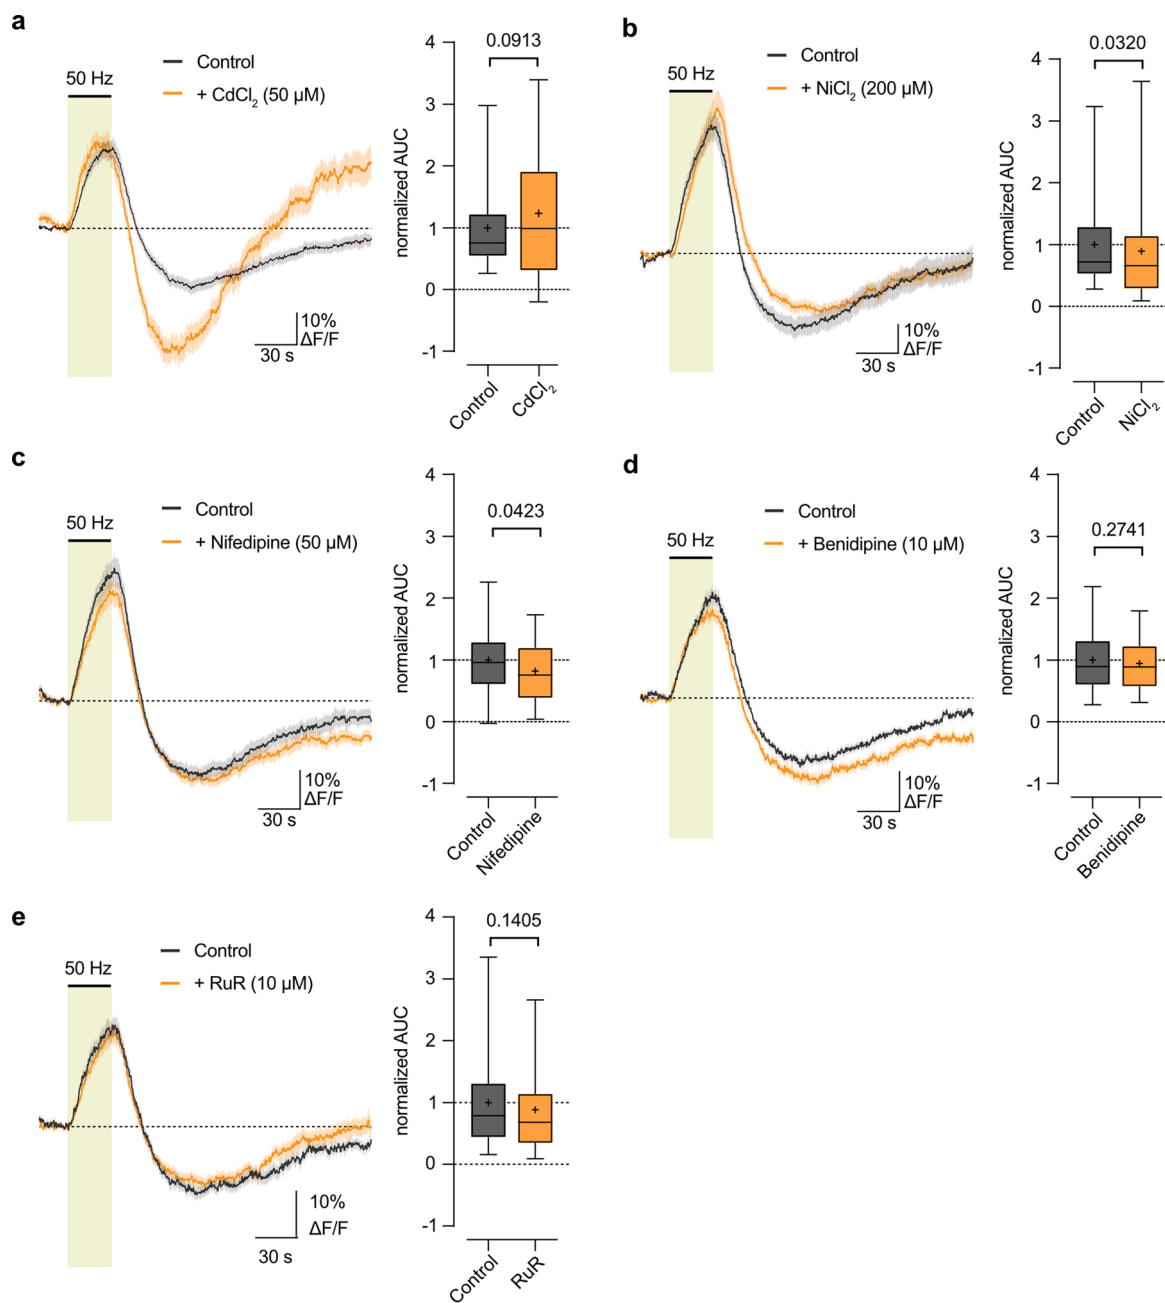 a
Control
+ CdCl2 (50 µM)
50 Hz
10%
ΔF/F
30 s
0.0913
normalized AUC
4
3
2
1
0
-1
Control
CdCl2
b
Control
+ NiCl2 (200 µM)
50 Hz
10%
ΔF/F
30 s
0.0320
normalized AUC
4
3
2
1
0
-1
Control
NiCl2
c
Control
+ Nifedipine (50 µM)
50 Hz
10%
ΔF/F
30 s
0.0423
normalized AUC
4
3
2
1
0
-1
Control
Nifedipine
d
Control
+ Benidipine (10 µM)
50 Hz
10%
ΔF/F
30 s
0.2741
normalized AUC
4
3
2
1
0
-1
Control
Benidipine
e
Control
+ RuR (10 µM)
50 Hz
10%
ΔF/F
30 s
0.1405
normalized AUC
4
3
2
1
0
-1
Control
RuR